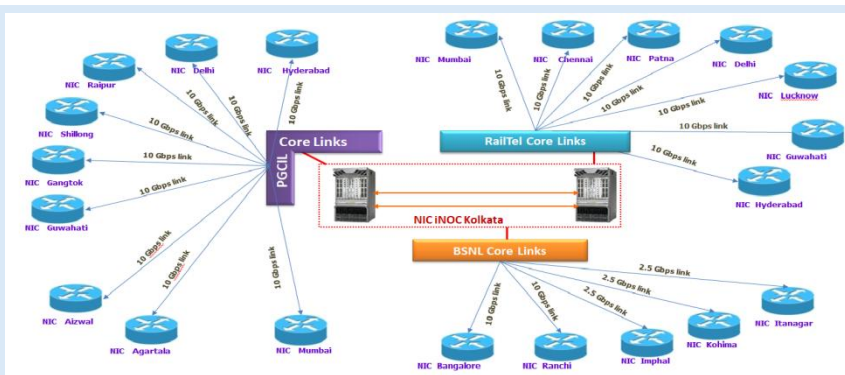 NIC Raipur
NIC Delhi
NIC Hyderabad
NIC Shillong
NIC Gangtok
NIC Guwahati
NIC Aizwal
NIC Agartala
NIC Mumbai
10 Gbps link
10 Gbps link
10 Gbps link
10 Gbps link
10 Gbps link
10 Gbps link
10 Gbps link
10 Gbps link
10 Gbps link
Core Links
PGCIL
NIC Mumbai
NIC Chennai
NIC Patna
NIC Delhi
NIC Lucknow
NIC Guwahati
NIC Hyderabad
10 Gbps link
10 Gbps link
10 Gbps link
10 Gbps link
10 Gbps link
10 Gbps link
10 Gbps link
RailTel Core Links
NIC iNOC Kolkata
BSNL Core Links
10 Gbps link
10 Gbps link
2.5 Gbps link
2.5 Gbps link
2.5 Gbps link
NIC Bangalore
NIC Ranchi
NIC Imphal
NIC Kohima
NIC Itanagar